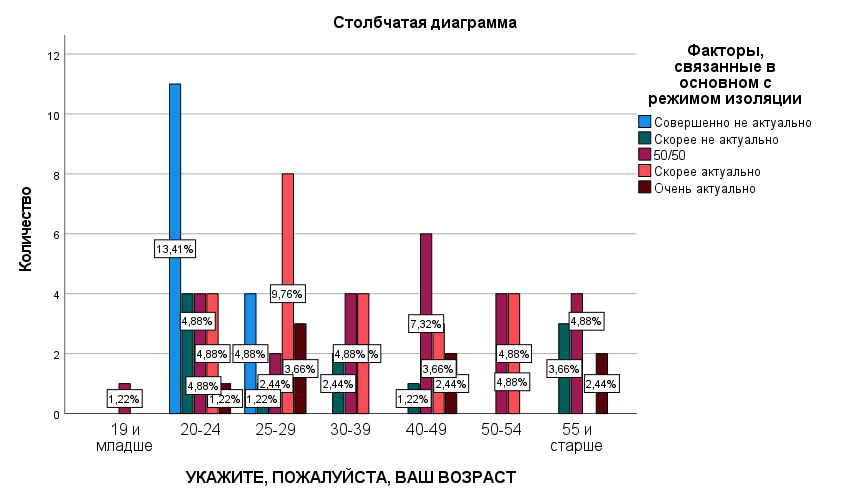 Столбчатая диаграмма
Факторы,
связанные в
основном с
режимом изоляции
Совершенно не актуально
Скорее не актуально
50/50
Скорее актуально
Очень актуально
Количество
12
10
8
6
4
2
0
13,41%
4,88%
4,88%
4,88%
1,22%
1,22%
4,88%
1,22%
2,44%
9,76%
3,66%
2,44%
4,88%
%
1,22%
7,32%
3,66%
2,44%
4,88%
4,88%
3,66%
4,88%
2,44%
19 и
младше
20-24
25-29
30-39
40-49
50-54
55 и
старше
УКАЖИТЕ, ПОЖАЛУЙСТА, ВАШ ВОЗРАСТ